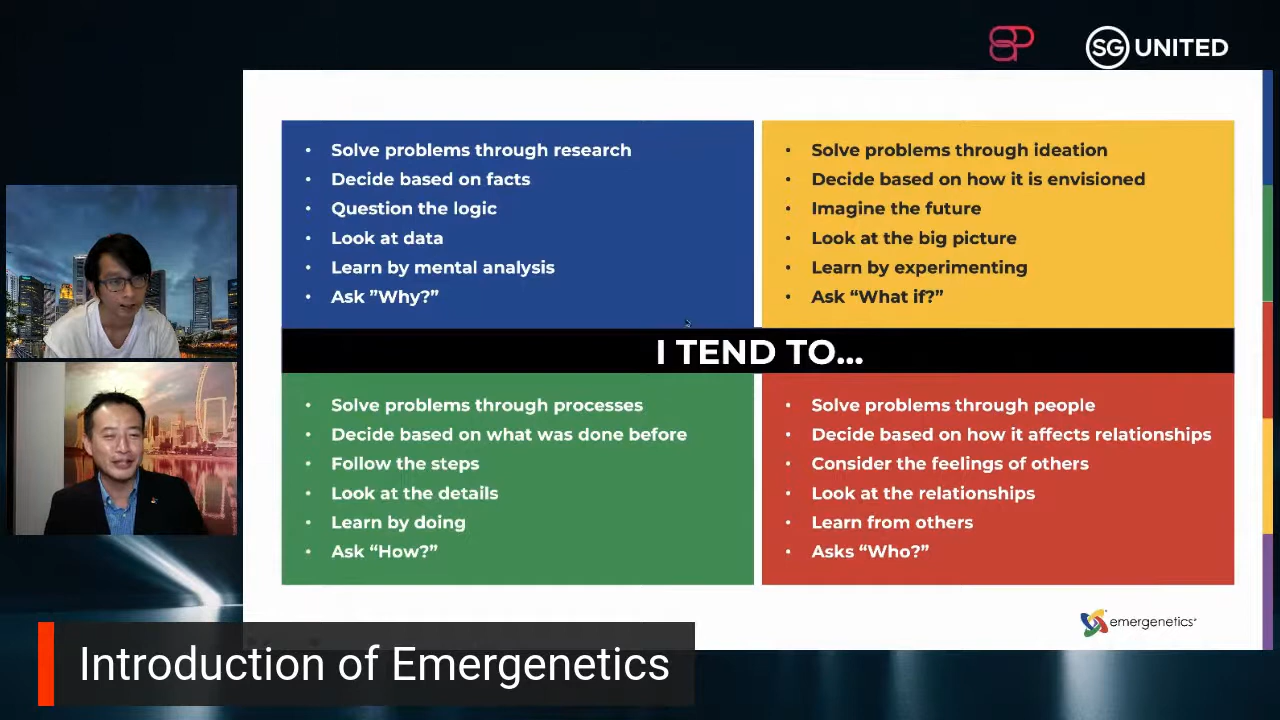 SG UNITED
• Solve problems through research
• Decide based on facts
• Question the logic
• Look at data
• Learn by mental analysis
• Ask ”Why?”
• Solve problems through ideation
• Decide based on how it is envisioned
• Imagine the future
• Look at the big picture
• Learn by experimenting
• Ask “What if?”
I TEND TO...
• Solve problems through processes
• Decide based on what was done before
• Follow the steps
• Look at the details
• Learn by doing
• Ask “How?”
• Solve problems through people
• Decide based on how it affects relationships
• Consider the feelings of others
• Look at the relationships
• Learn from others
• Asks “Who?”
emergenetics
Introduction of Emergenetics